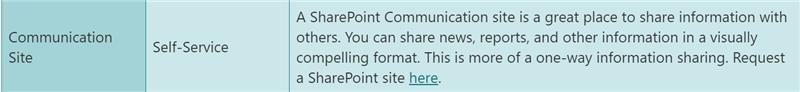 Communication
Site
Self-Service
A SharePoint Communication site is a great place to share information with
others. You can share news, reports, and other information in a visually
compelling format. This is more of a one-way information sharing. Request
a SharePoint site here.